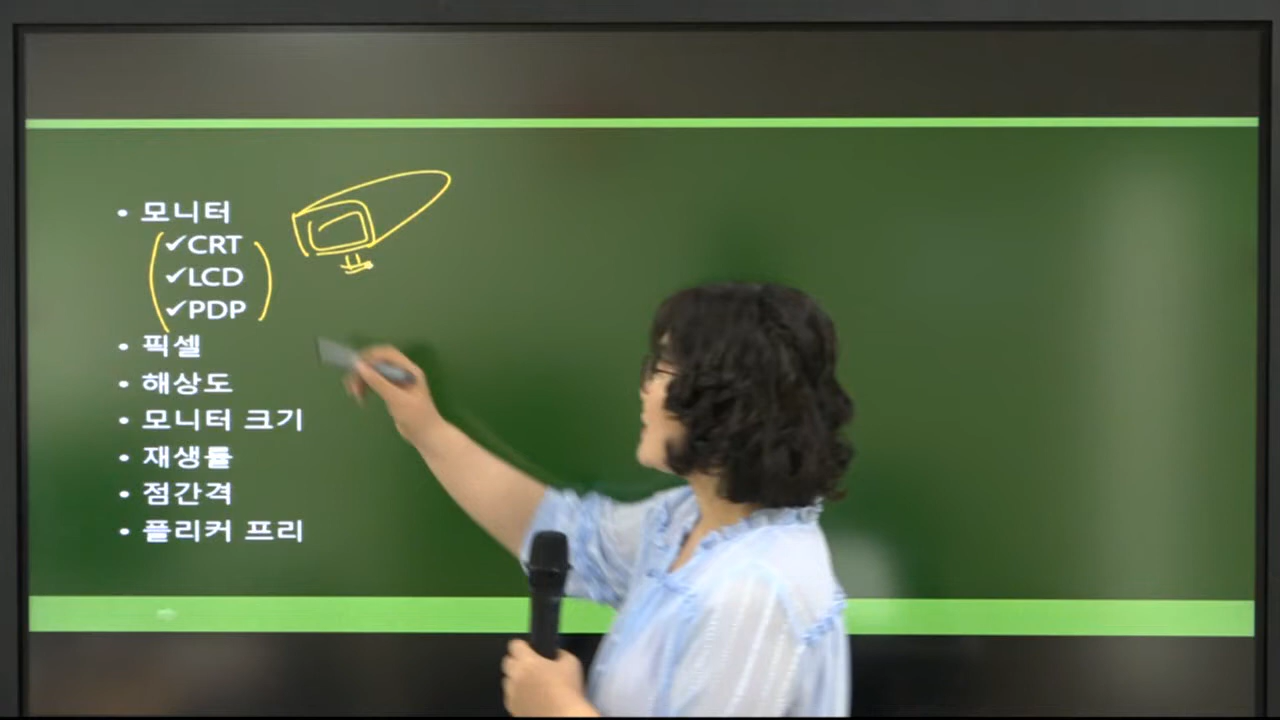 • 모니터
✓CRT
✓LCD
✓PDP
• 픽셀
• 해상도
• 모니터 크기
• 재생률
• 점간격
• 플리커 프리